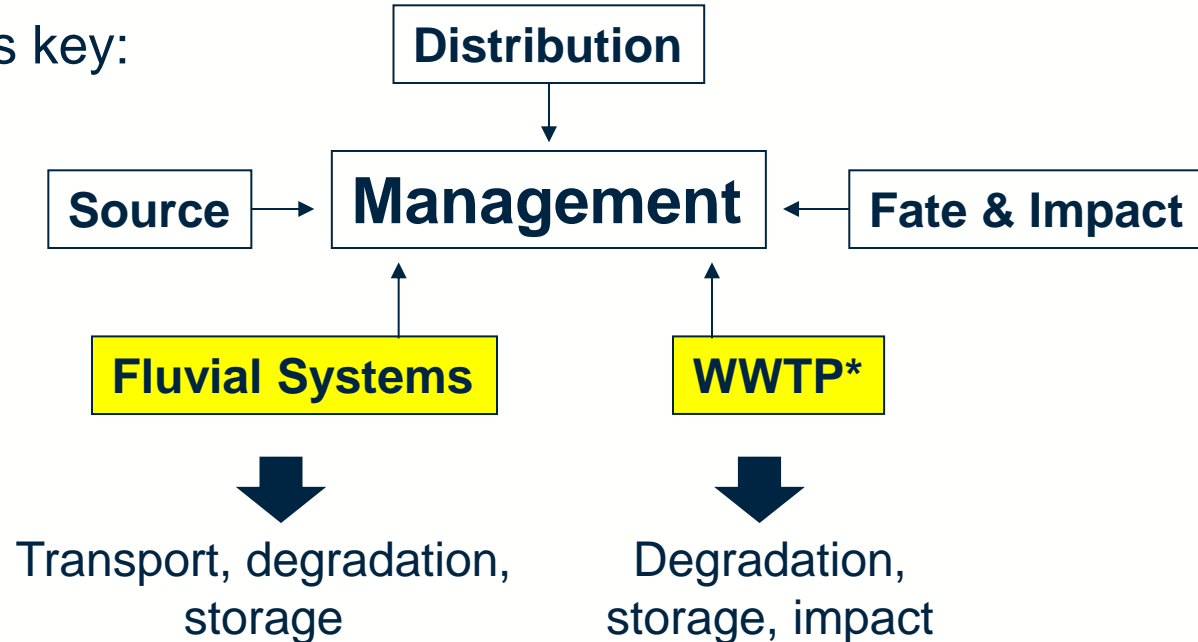 s key:
Distribution
Source
Management
Fate & Impact
Fluvial Systems
WWTP*
Transport, degradation,
storage
Degradation,
storage, impact